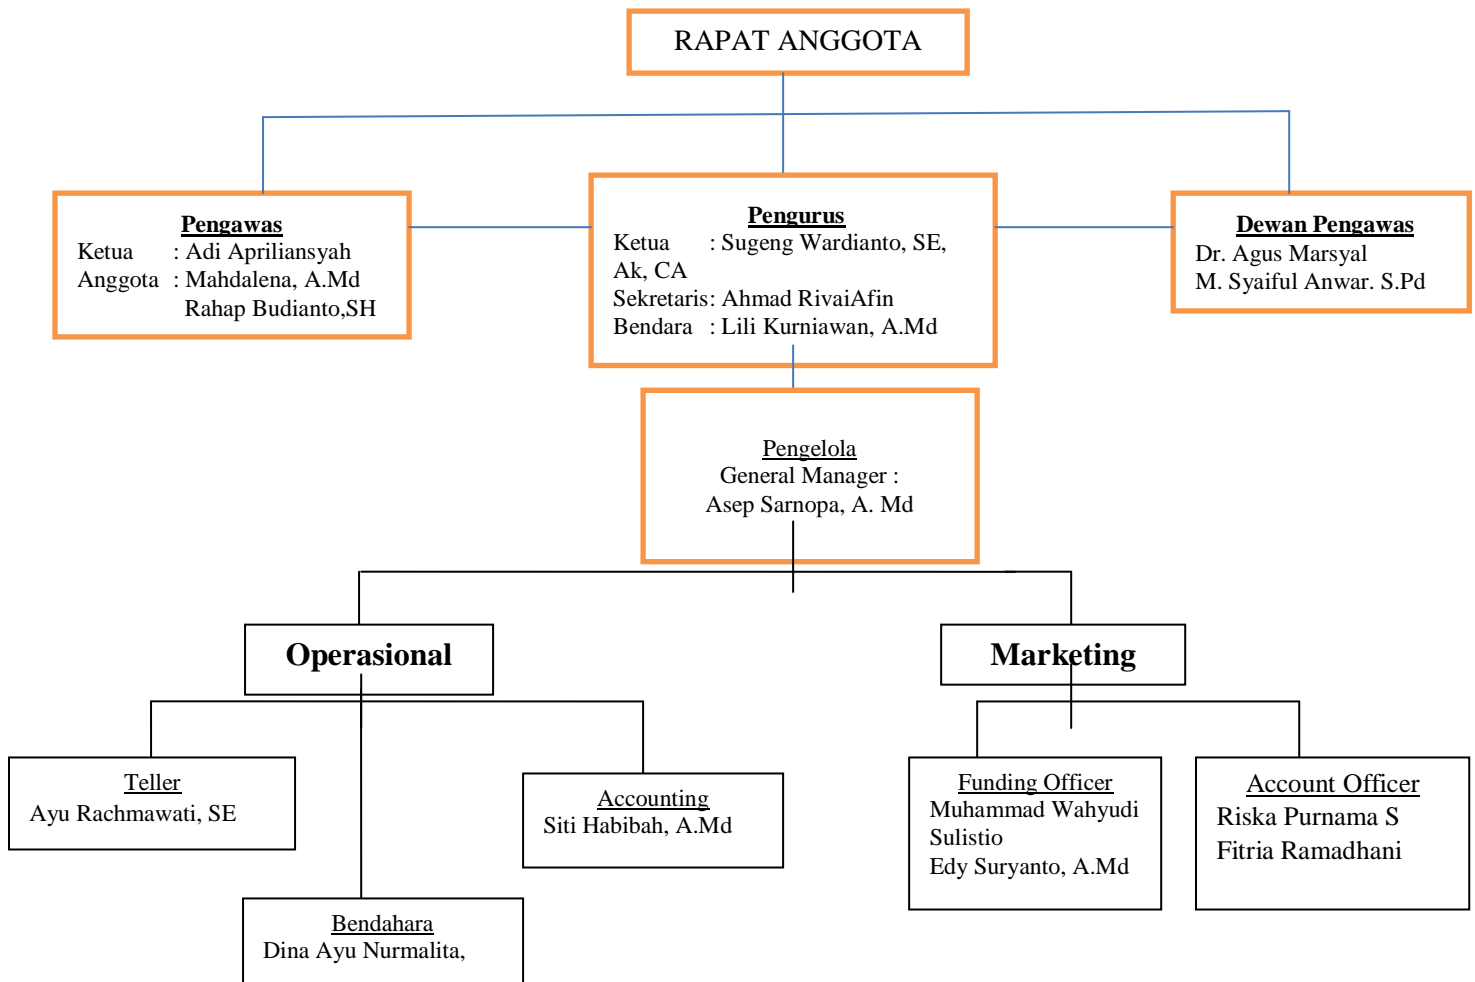 RAPAT ANGGOTA
Pengawas
Ketua : Adi Apriliansyah
Anggota : Mahdalena, A.Md
Rahap Budianto,SH
Pengurus
Ketua : Sugeng Wardianto, SE,
Ak, CA
Sekretaris: Ahmad RivaiAfin
Bendara : Lili Kurniawan, A.Md
Dewan Pengawas
Dr. Agus Marsyal
M. Syaiful Anwar. S.Pd
Pengelola
General Manager :
Asep Sarnopa, A. Md
Operasional
Marketing
Teller
Ayu Rachmawati, SE
Accounting
Siti Habibah, A.Md
Funding Officer
Muhammad Wahyudi
Sulistio
Edy Suryanto, A.Md
Account Officer
Riska Purnama S
Fitria Ramadhani
Bendahara
Dina Ayu Nurmalita,